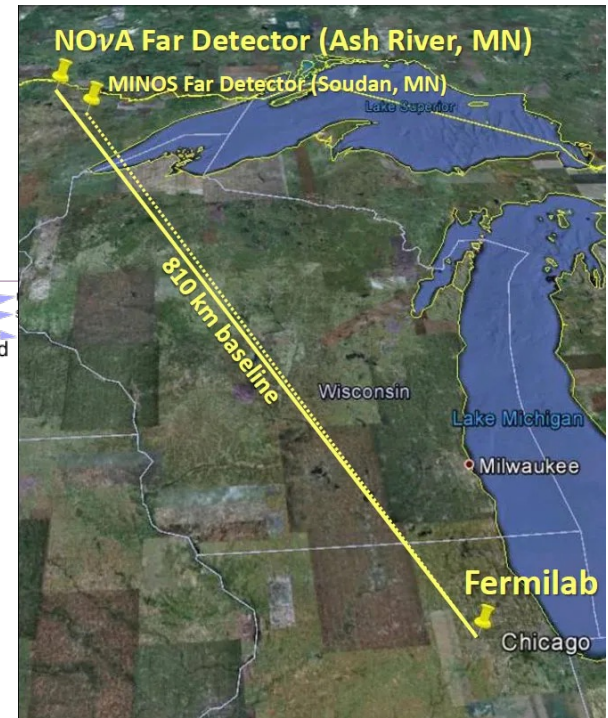 NOνA Far Detector (Ash River, MN)
MINOS Far Detector (Soudan, MN)
Lake Superior
810 km baseline
Wisconsin
Lake Michigan
Milwaukee
Fermilab
Chicago